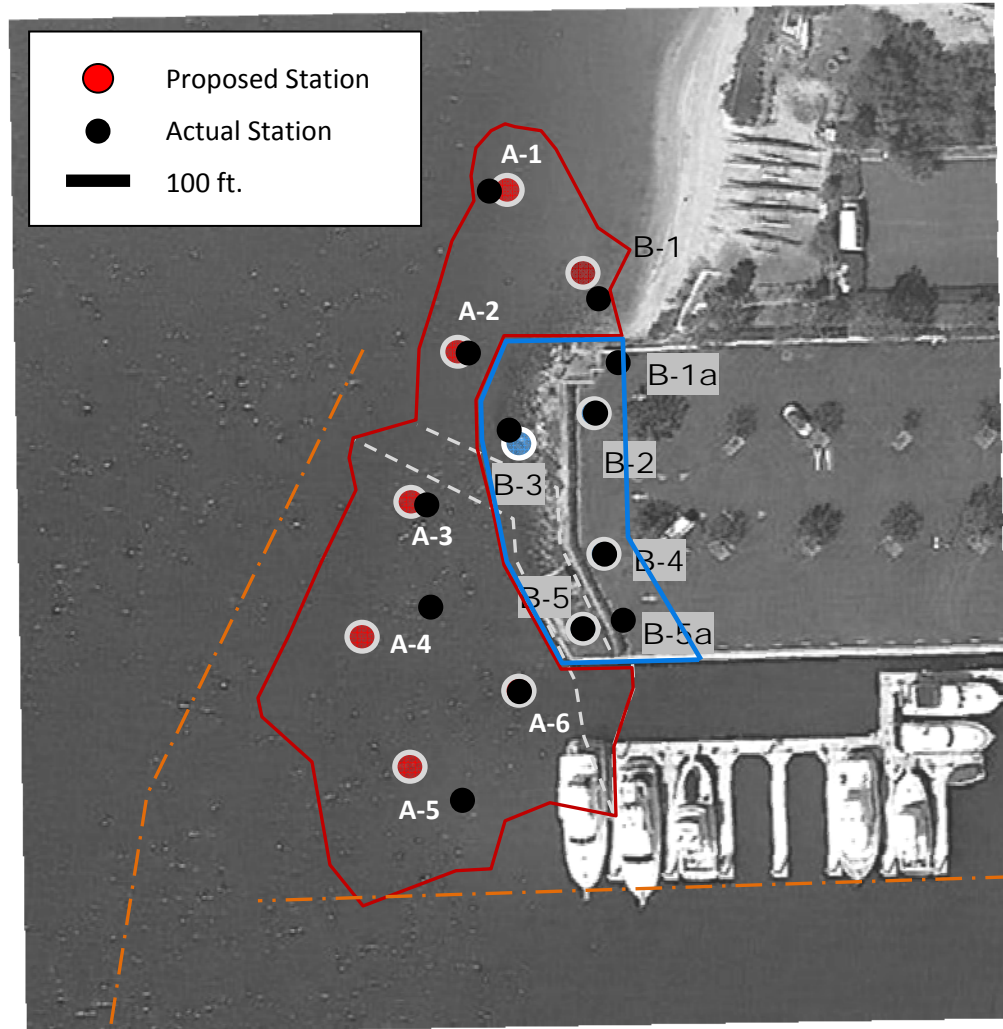 Proposed Station
Actual Station
100 ft.
A-1
B-1
A-2
B-1a
B-2
B-3
A-3
B-4
B-5
B-5a
A-4
A-6
A-5